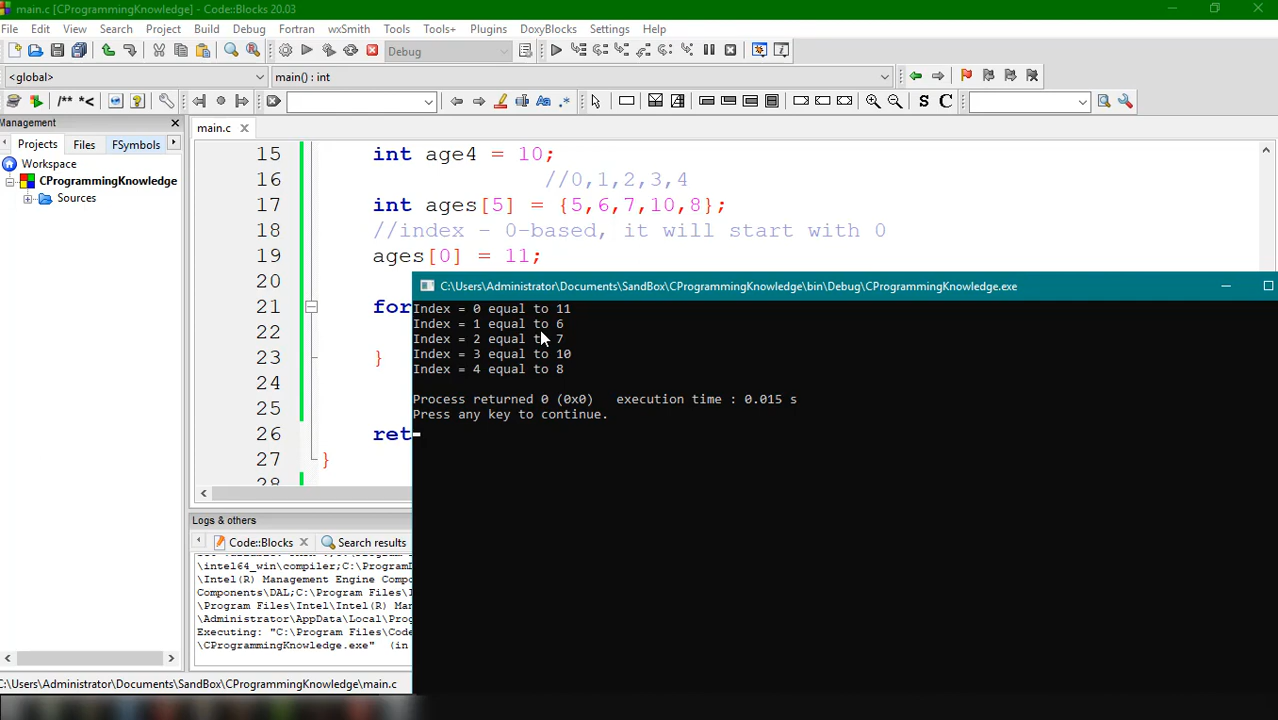 main.c [CProgrammingKnowledge] - Code::Blocks 20.03
File Edit View Search Project Build Debug Fortran wxSmith Tools Tools+ Plugins DoxyBlocks Settings Help
Debug
<global> main() : int
/** *<
S C
Management
Projects Files FSymbols
Workspace
CProgrammingKnowledge
Sources
main.c
15 int age4 = 10;
16 //0,1,2,3,4
17 int ages[5] = {5,6,7,10,8};
18 //index - 0-based, it will start with 0
19 ages[0] = 11;
20
21 for
22
23 }
24
25
26 ret
27 }
28
C:\Users\Administrator\Documents\SandBox\CProgrammingKnowledge\bin\Debug\CProgrammingKnowledge.exe
Index = 0 equal to 11
Index = 1 equal to 6
Index = 2 equal to 7
Index = 3 equal to 10
Index = 4 equal to 8
Process returned 0 (0x0) execution time : 0.015 s
Press any key to continue.
Logs & others
Code::Blocks Search results
\intel64_win\compiler;C:\ProgramD
\Intel(R) Management Engine Compo
Components\DAL;C:\Program Files\I
\Program Files\Intel\Intel(R) Man
\Administrator\AppData\Local\Prog
Executing: "C:\Program Files\Code
\CProgrammingKnowledge.exe" (in
C:\Users\Administrator\Documents\SandBox\CProgrammingKnowledge\main.c